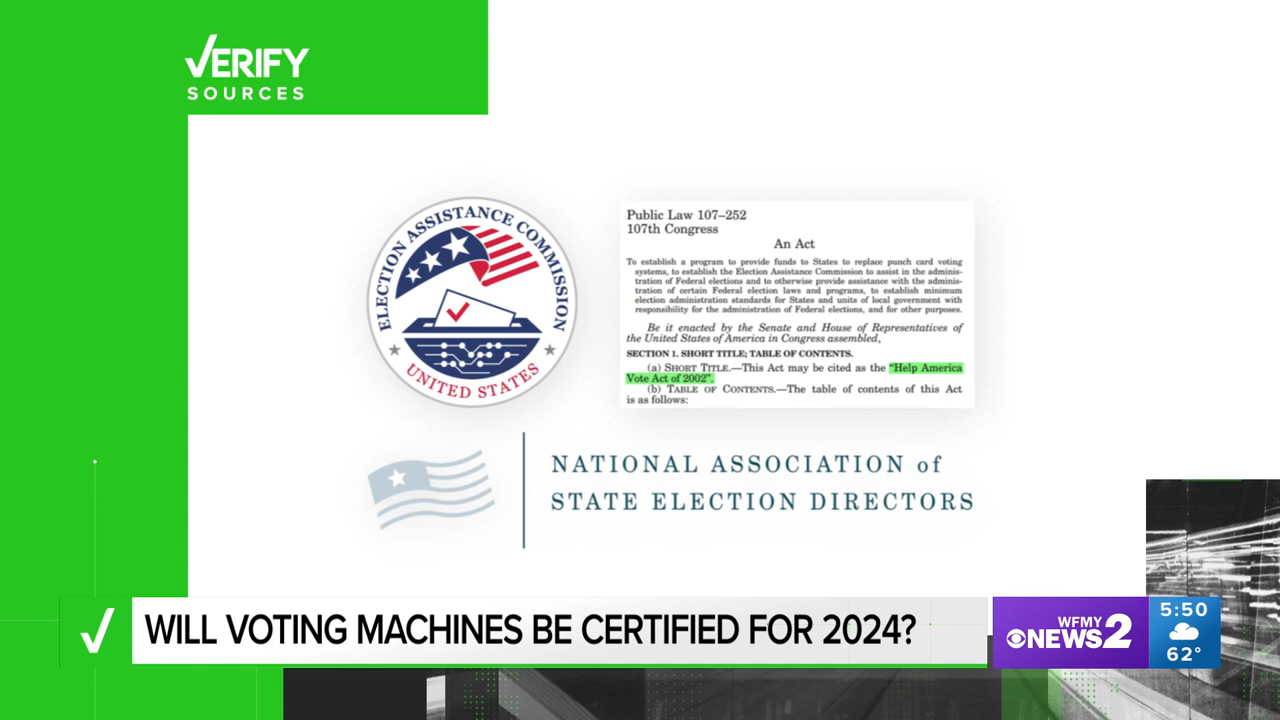 VERIFY
SOURCES
ELECTION ASSISTANCE COMMISSION
UNITED STATES
Public Law 107–252
107th Congress
An Act
To establish a program to provide funds to States to replace punch card voting
systems, to establish the Election Assistance Commission to assist in the adminis-
tration of Federal elections and to otherwise provide assistance with the adminis-
tration of certain Federal election laws and programs, to establish minimum
election administration standards for States and units of local government with
responsibility for the administration of Federal elections, and for other purposes.
Be it enacted by the Senate and House of Representatives of
the United States of America in Congress assembled,
SECTION 1. SHORT TITLE; TABLE OF CONTENTS.
(a) SHORT TITLE.—This Act may be cited as the “Help America
Vote Act of 2002”.
(b) TABLE OF CONTENTS.—The table of contents of this Act
is as follows:
NATIONAL ASSOCIATION of
STATE ELECTION DIRECTORS
WILL VOTING MACHINES BE CERTIFIED FOR 2024?
WFMY
NEWS 2
5:50
62°